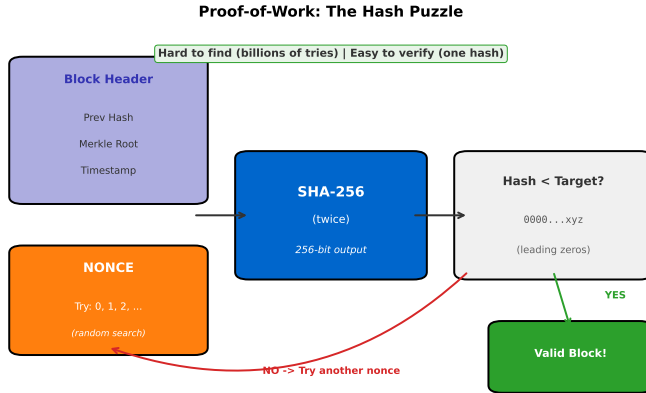 Proof-of-Work: The Hash Puzzle
Hard to find (billions of tries) | Easy to verify (one hash)
Block Header
Prev Hash
Merkle Root
Timestamp
SHA-256
(twice)
256-bit output
Hash < Target?
0000...xyz
(leading zeros)
NONCE
Try: 0, 1, 2, ...
(random search)
YES
Valid Block!
NO -> Try another nonce